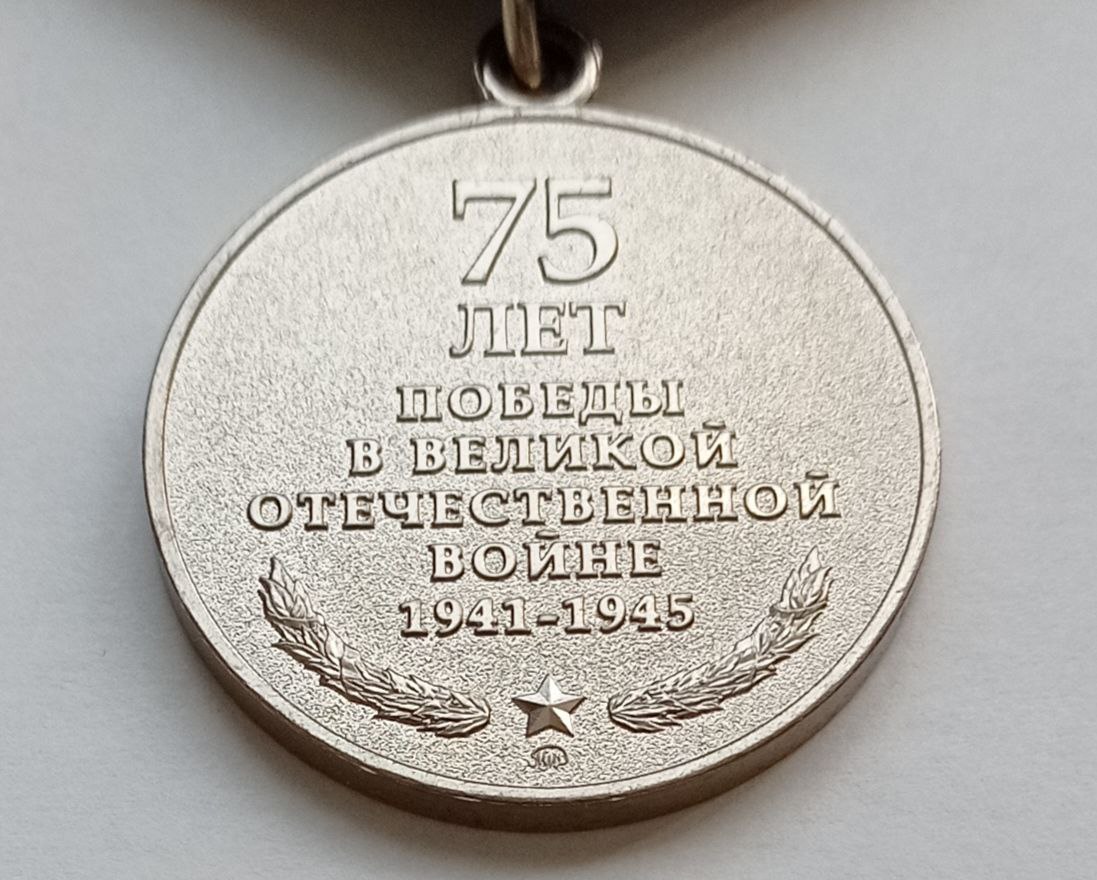 75
ЛЕТ
ПОБЕДЫ
В ВЕЛИКОЙ
ОТЕЧЕСТВЕННОЙ
ВОЙНЕ
1941-1945